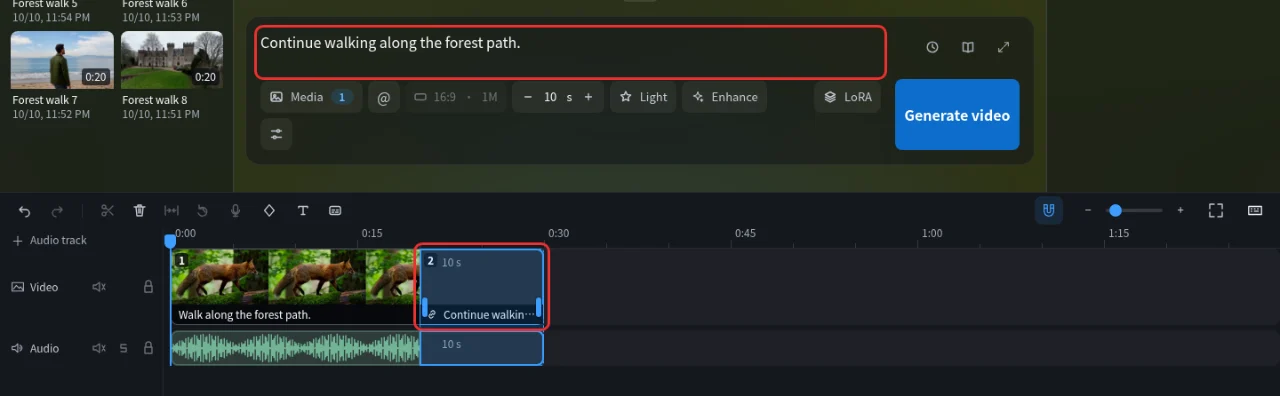 Forest walk 5
10/10, 11:54 PM
Forest walk 6
10/10, 11:53 PM
0:20
0:20
Forest walk 7
10/10, 11:52 PM
Forest walk 8
10/10, 11:51 PM
Continue walking along the forest path.
Media 1
@
16:9 · 1M
− 10 s +
Light
Enhance
LoRA
Generate video
T
− +
0:00 0:15 0:30 0:45 1:00 1:15
+ Audio track
Video
1
Walk along the forest path.
2 10 s
Continue walkin···
Audio S
10 s